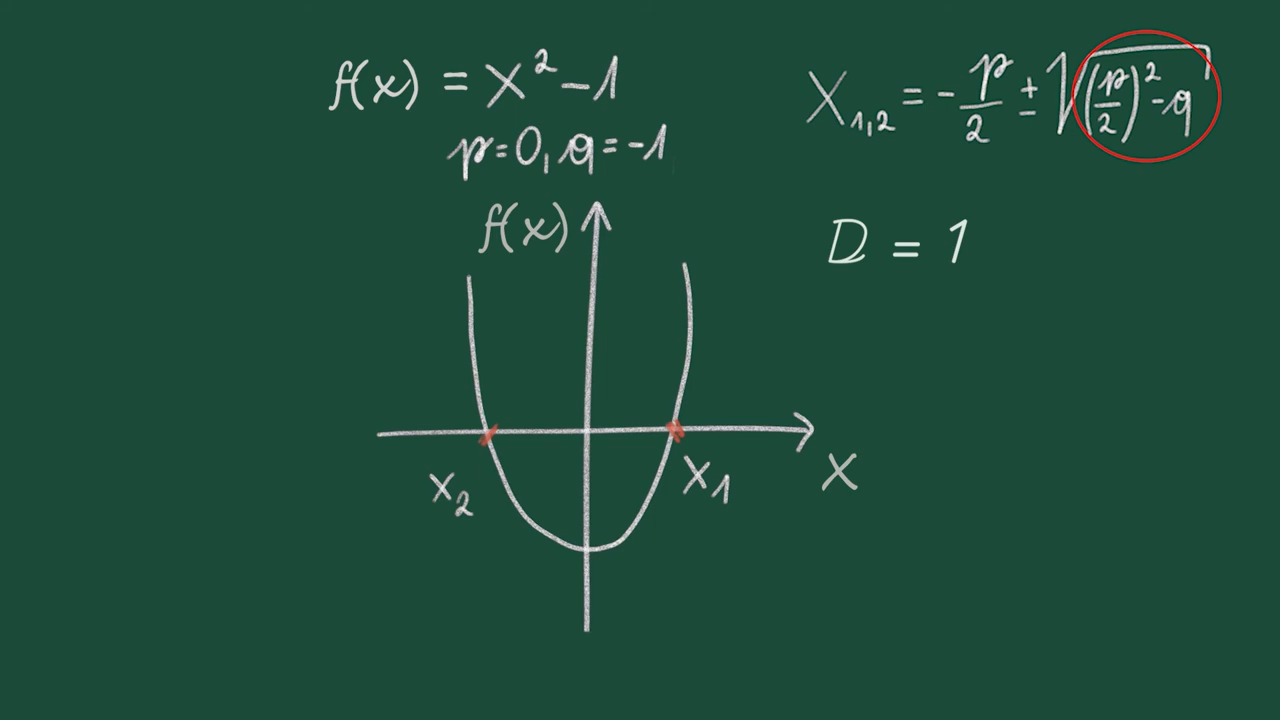 f(x) = x² - 1
p = 0, q = -1
x₁,₂ = - p/2 ± √((p/2)² - q)
D = 1
f(x)
x₂
x₁
x